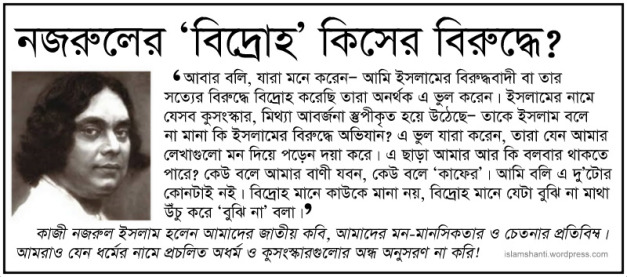 নজরুলের ‘বিদ্রোহ’ কিসের বিরুদ্ধে?
‘আবার বলি, যারা মনে করেন– আমি ইসলামের বিরুদ্ধবাদী বা তার
সত্যের বিরুদ্ধে বিদ্রোহ করেছি তারা অনর্থক এ ভুল করেন। ইসলামের নামে
যেসব কুসংস্কার, মিথ্যা আবর্জনা স্তুপীকৃত হয়ে উঠেছে– তাকে ইসলাম বলে
না মানা কি ইসলামের বিরুদ্ধে অভিযান? এ ভুল যারা করেন, তারা যেন আমার
লেখাগুলো মন দিয়ে পড়েন দয়া করে। এ ছাড়া আমার আর কি বলবার থাকতে
পারে? কেউ বলে আমার বাণী যবন, কেউ বলে ‘কাফের’। আমি বলি এ দু’টোর
কোনটাই নই। বিদ্রোহ মানে কাউকে মানা নয়, বিদ্রোহ মানে যেটা বুঝি না মাথা
উঁচু করে ‘বুঝি না’ বলা।’
কাজী নজরুল ইসলাম হলেন আমাদের জাতীয় কবি, আমাদের মন-মানসিকতার ও চেতনার প্রতিবিম্ব।
আমরাও যেন ধর্মের নামে প্রচলিত অধর্ম ও কুসংস্কারগুলোর অন্ধ অনুসরণ না করি!
islamshanti.wordpress.com